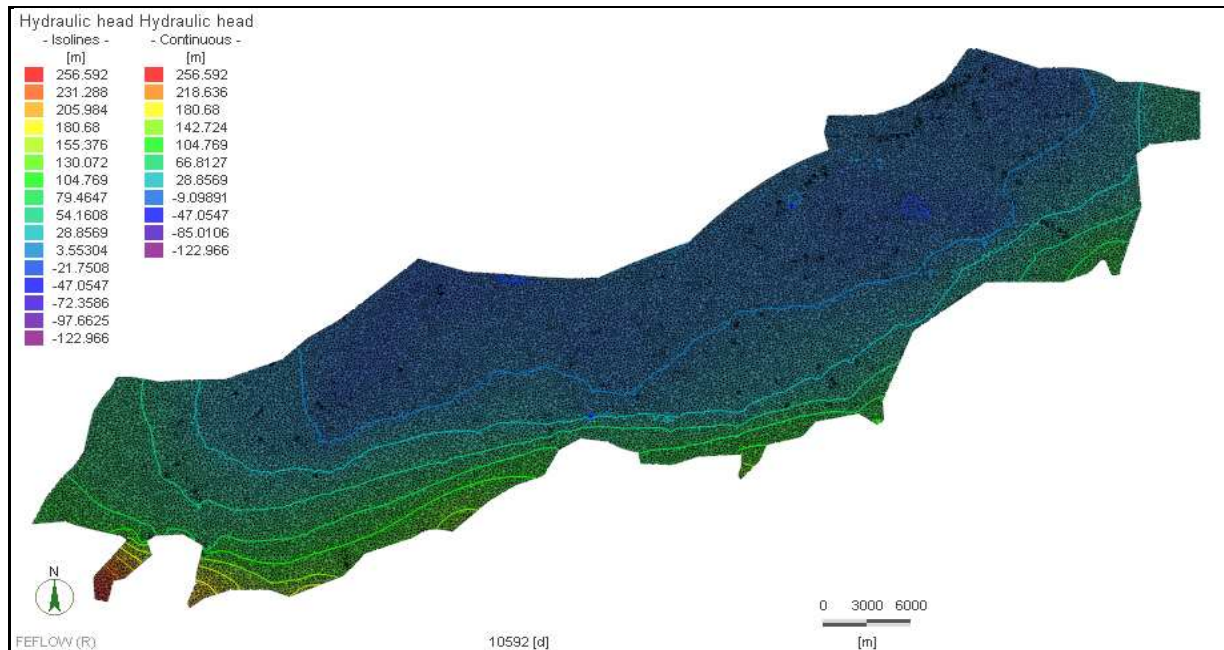 Hydraulic head Hydraulic head
- Isolines - - Continuous -
[m] [m]
256.592 256.592
231.288 218.636
205.984 180.68
180.68 142.724
155.376 104.769
130.072 66.8127
104.769 28.8569
79.4647 -9.09891
54.1608 -47.0547
28.8569 -85.0106
3.55304 -122.966
-21.7508
-47.0547
-72.3586
-97.6625
-122.966
N
0 3000 6000
FEFLOW (R) 10592 [d] [m]